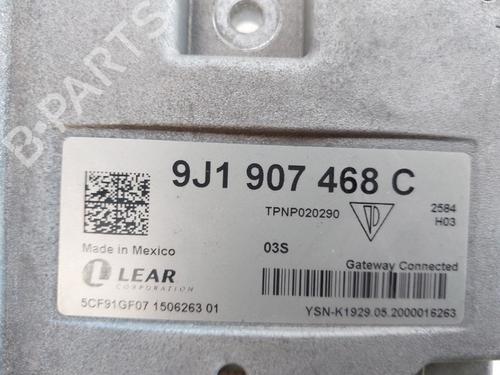 B-PARTS
9J1 907 468 C
TPNP020290
2584
H03
Made in Mexico
03S
LEAR
CORPORATION
Gateway Connected
5CF91GF07 1506263 01
YSN-K1929.05.2000016263